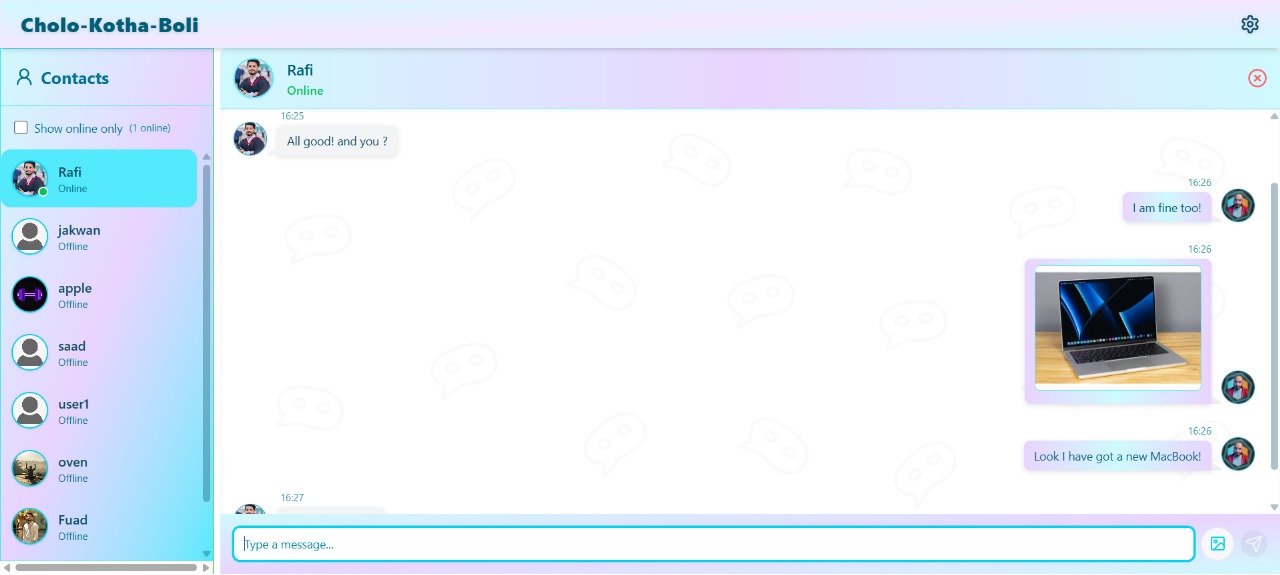 Cholo-Kotha-Boli
Contacts
Show online only (1 online)
Rafi
Online
jakwan
Offline
apple
Offline
saad
Offline
user1
Offline
oven
Offline
Fuad
Offline
Rafi
Online
16:25
All good! and you ?
16:26
I am fine too!
16:26
16:26
Look I have got a new MacBook!
16:27
Type a message...